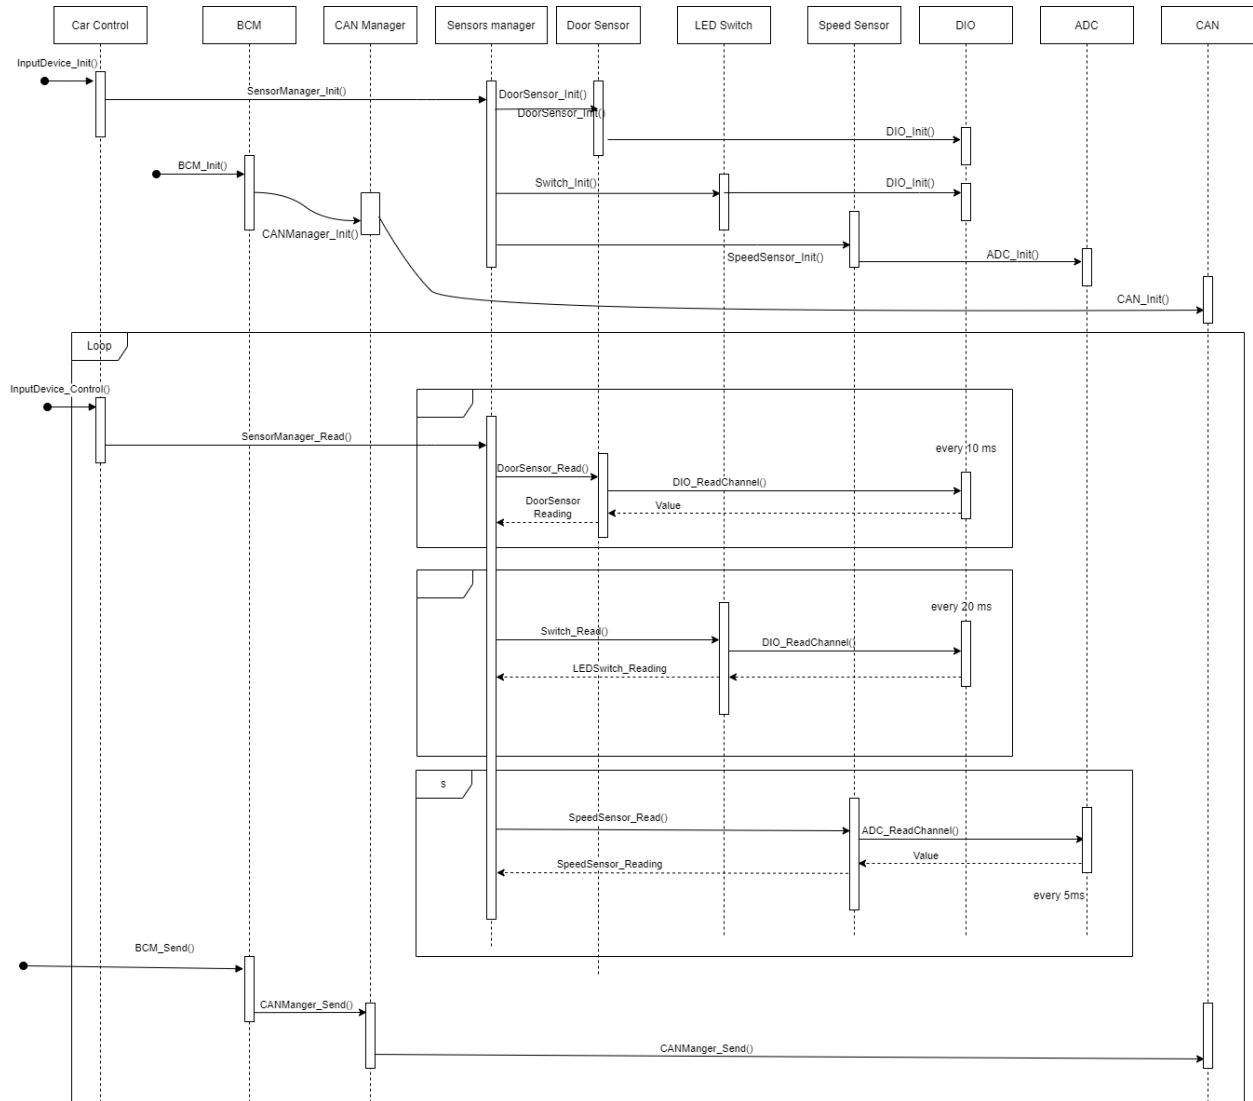 Car Control
BCM
CAN Manager
Sensors manager
Door Sensor
LED Switch
Speed Sensor
DIO
ADC
CAN
InputDevice_Init()
SensorManager_Init()
DoorSensor_Init()
DoorSensor_Init()
DIO_Init()
BCM_Init()
Switch_Init()
DIO_Init()
CANManager_Init()
SpeedSensor_Init()
ADC_Init()
CAN_Init()
Loop
InputDevice_Control()
SensorManager_Read()
every 10 ms
DoorSensor_Read()
DIO_ReadChannel()
DoorSensor
Reading
Value
every 20 ms
Switch_Read()
DIO_ReadChannel()
LEDSwitch_Reading
s
SpeedSensor_Read()
ADC_ReadChannel()
SpeedSensor_Reading
Value
every 5ms
BCM_Send()
CANManger_Send()
CANManger_Send()